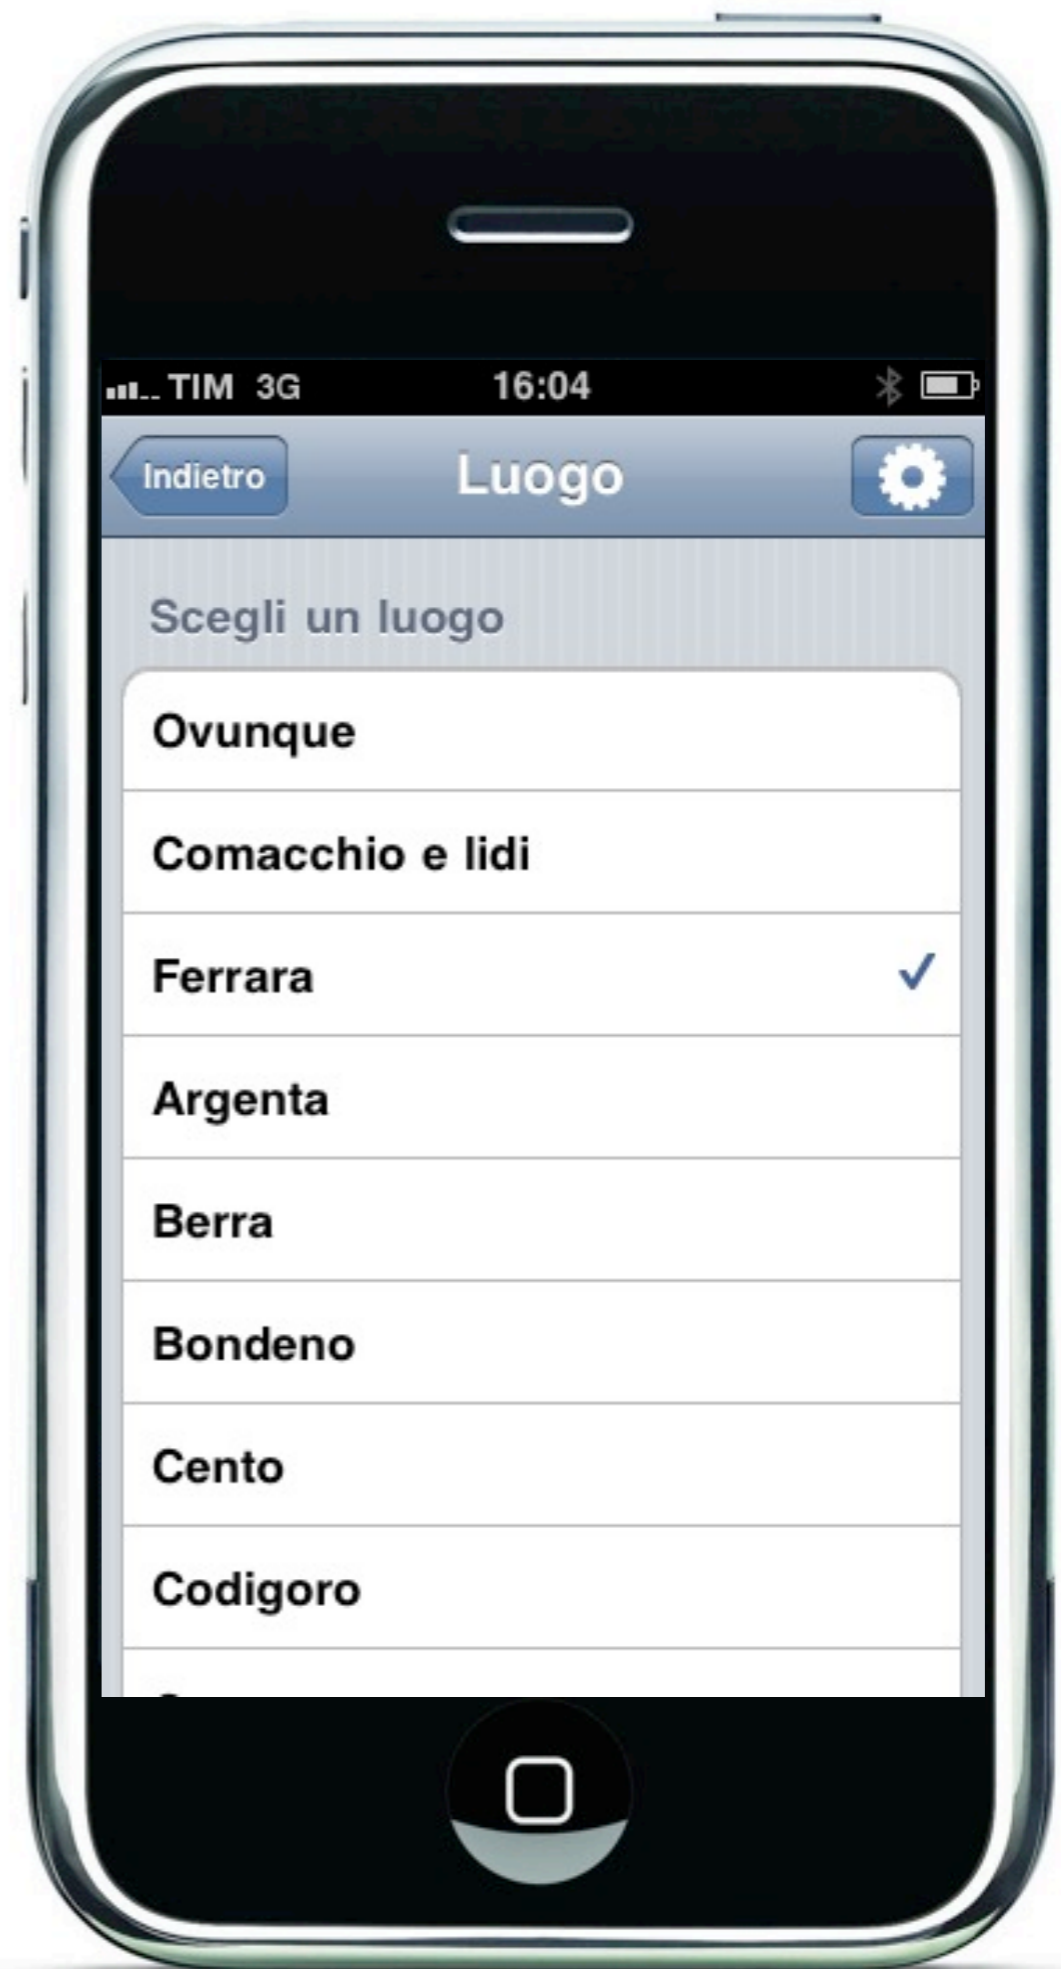 TIM 3G 16:04
Indietro Luogo
Scegli un luogo
Ovunque
Comacchio e lidi
Ferrara
Argenta
Berra
Bondeno
Cento
Codigoro